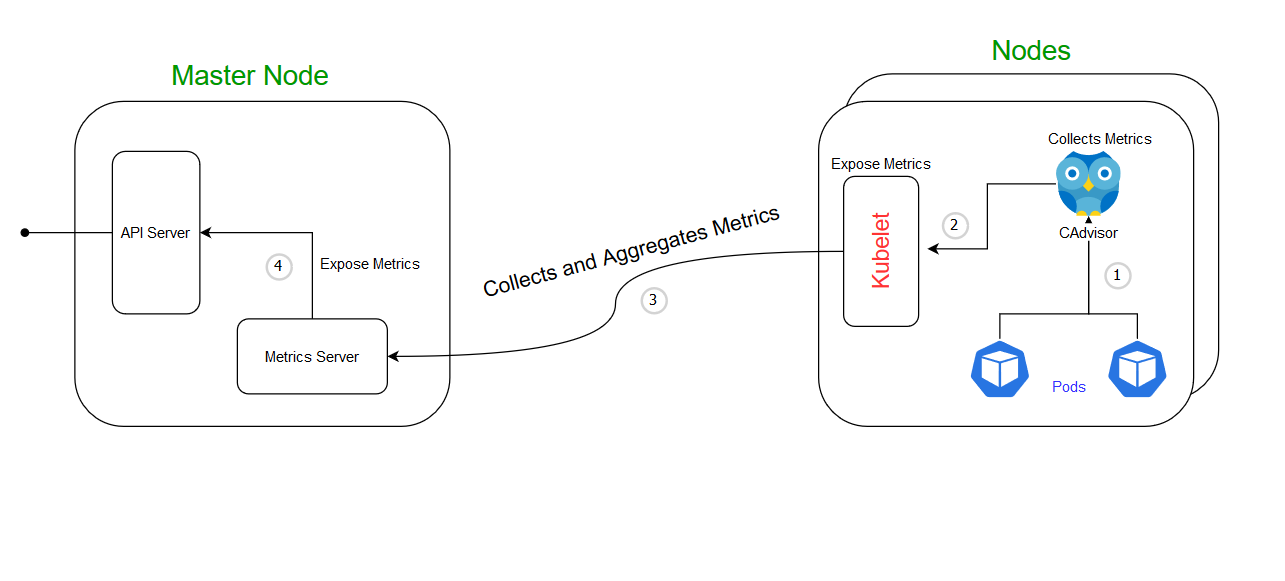 Master Node
API Server
4
Expose Metrics
Metrics Server
Collects and Aggregates Metrics
3
Nodes
Collects Metrics
Expose Metrics
Kubelet
2
CAdvisor
1
Pods